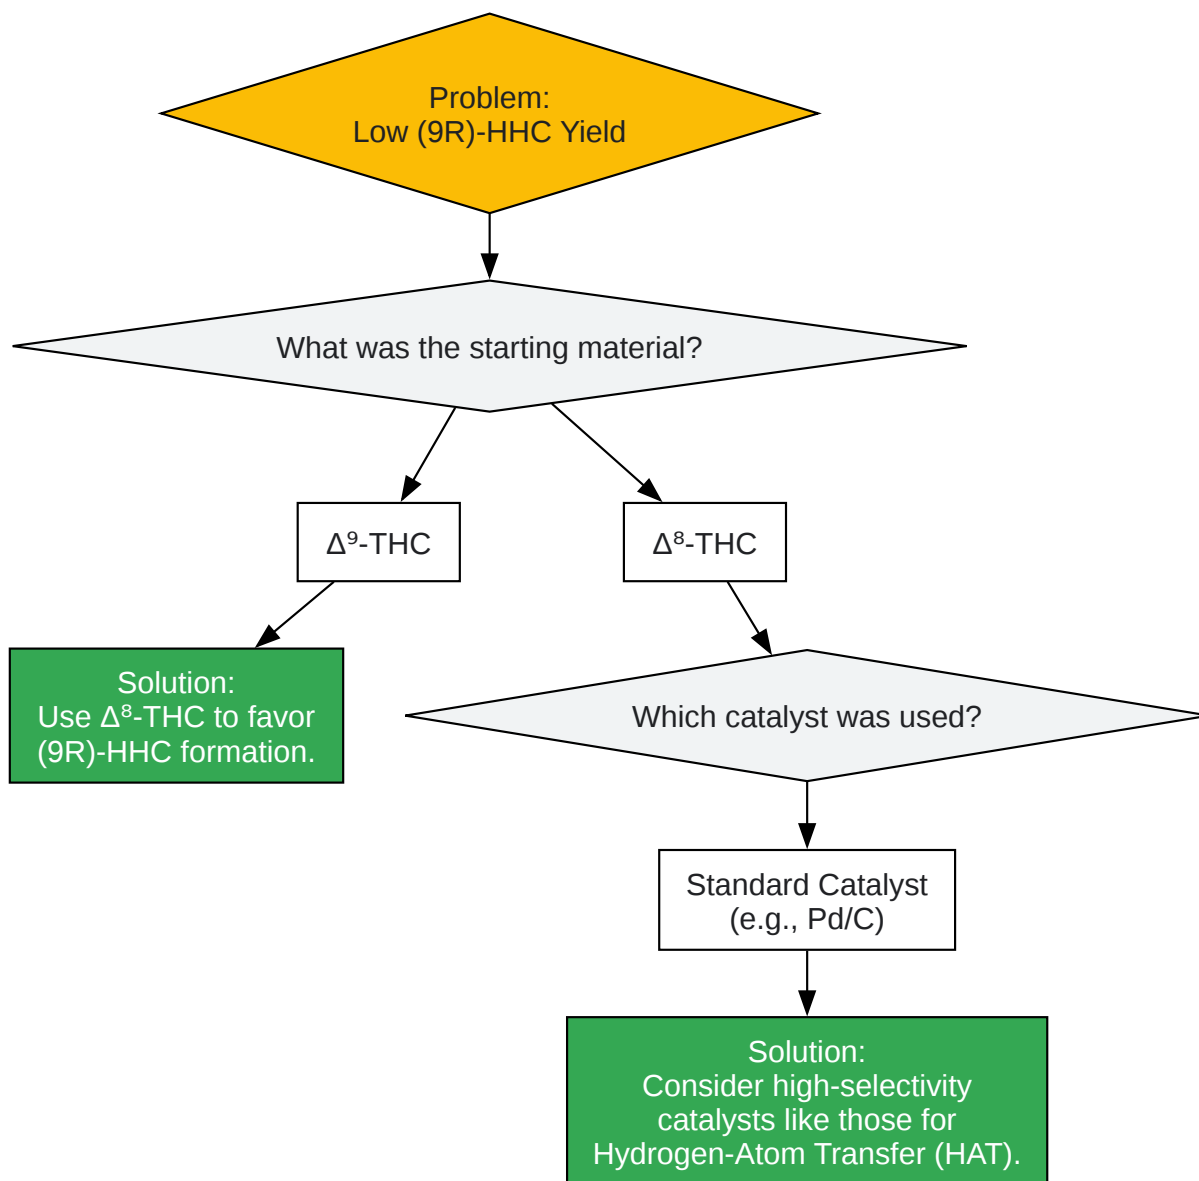 Problem:
Low (9R)-HHC Yield
What was the starting material?
Δ⁹-THC
Δ⁸-THC
Solution:
Use Δ⁸-THC to favor
(9R)-HHC formation.
Which catalyst was used?
Standard Catalyst
(e.g., Pd/C)
Solution:
Consider high-selectivity
catalysts like those for
Hydrogen-Atom Transfer (HAT).